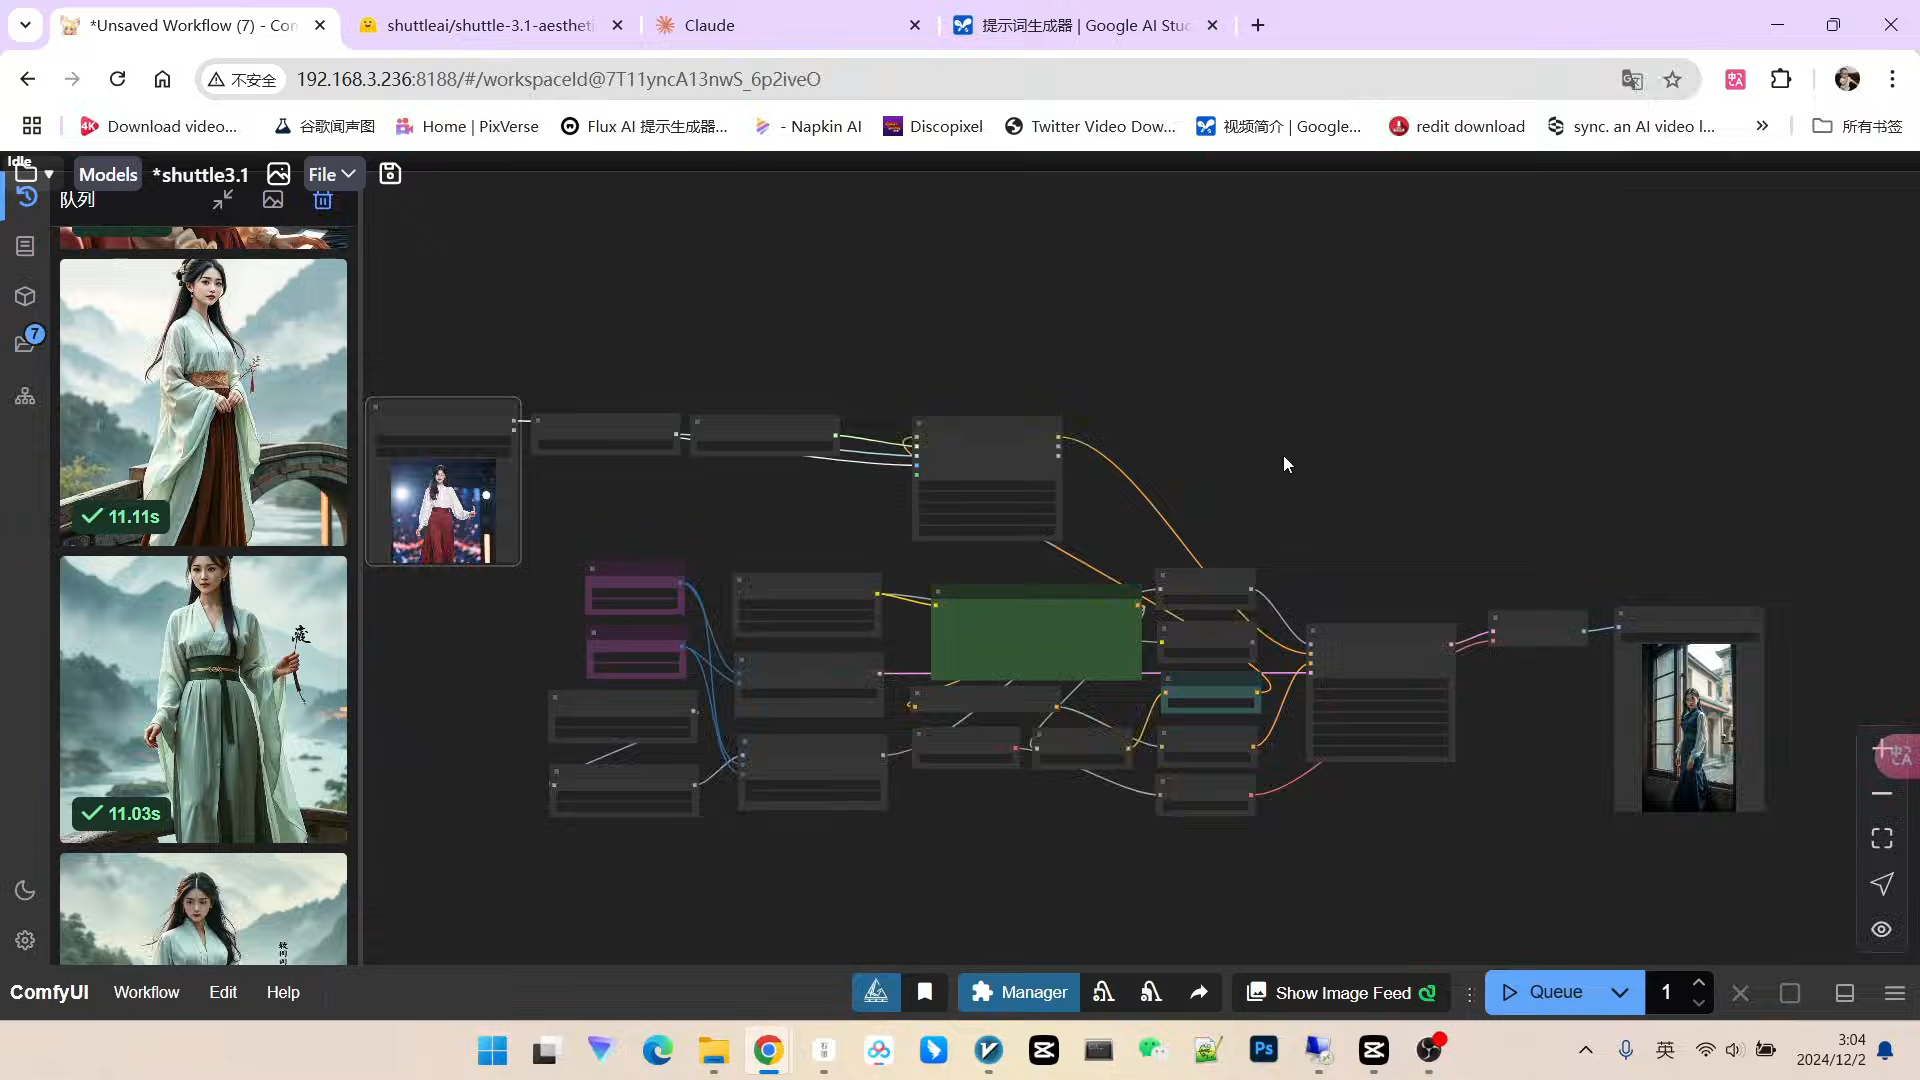 *Unsaved Workflow (7) - Con
shuttleai/shuttle-3.1-aestheti
Claude
提示词生成器 | Google AI Stuc
不安全
192.168.3.236:8188/#/workspaceId@7T11yncA13nwS_6p2iveO
Download video...
谷歌闻声图
Home | PixVerse
Flux AI 提示生成器...
- Napkin AI
Discopixel
Twitter Video Dow...
视频简介 | Google...
redit download
sync. an AI video l...
所有书签
Idle
Models
*shuttle3.1
File
队列
11.11s
7
11.03s
ComfyUI
Workflow
Edit
Help
Manager
Show Image Feed
Queue
1
Ps
英
3:04
2024/12/2